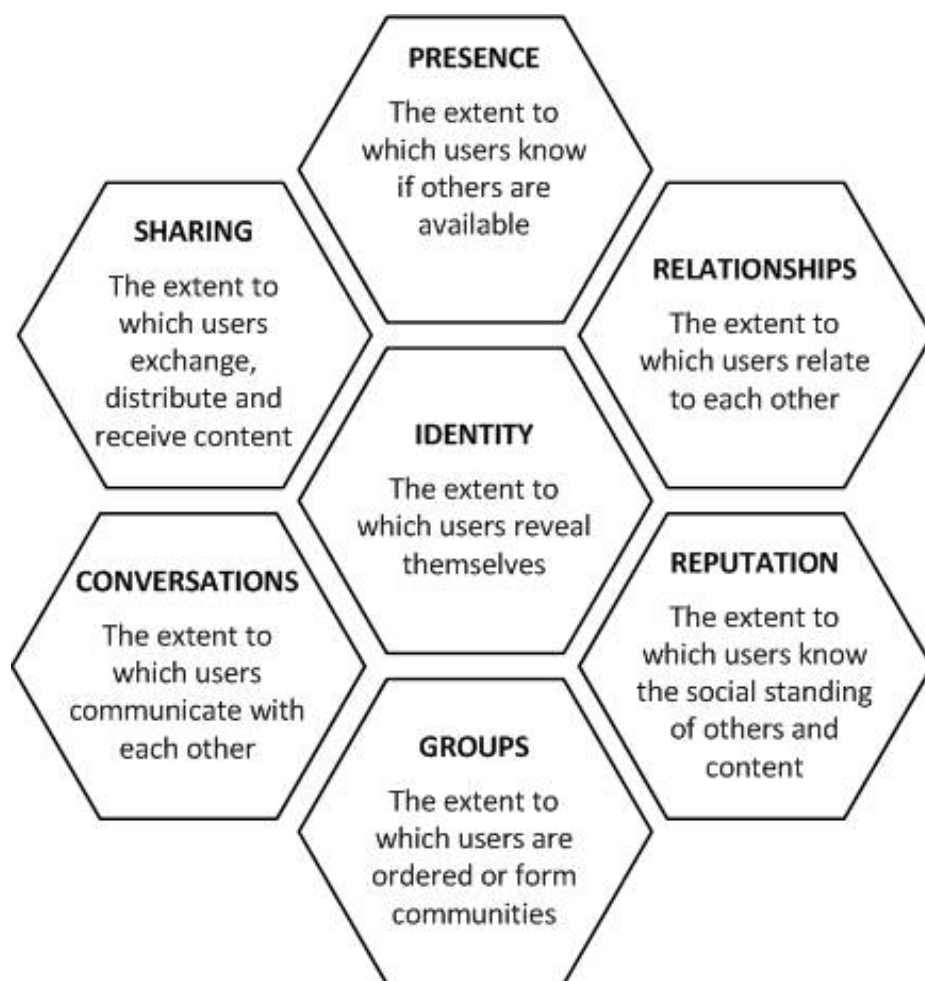 PRESENCE
The extent to
which users know
if others are
available
SHARING
The extent to
which users
exchange,
distribute and
receive content
RELATIONSHIPS
The extent to
which users relate
to each other
IDENTITY
The extent to
which users reveal
themselves
CONVERSATIONS
The extent to
which users
communicate with
each other
REPUTATION
The extent to
which users know
the social standing
of others and
content
GROUPS
The extent to
which users are
ordered or form
communities